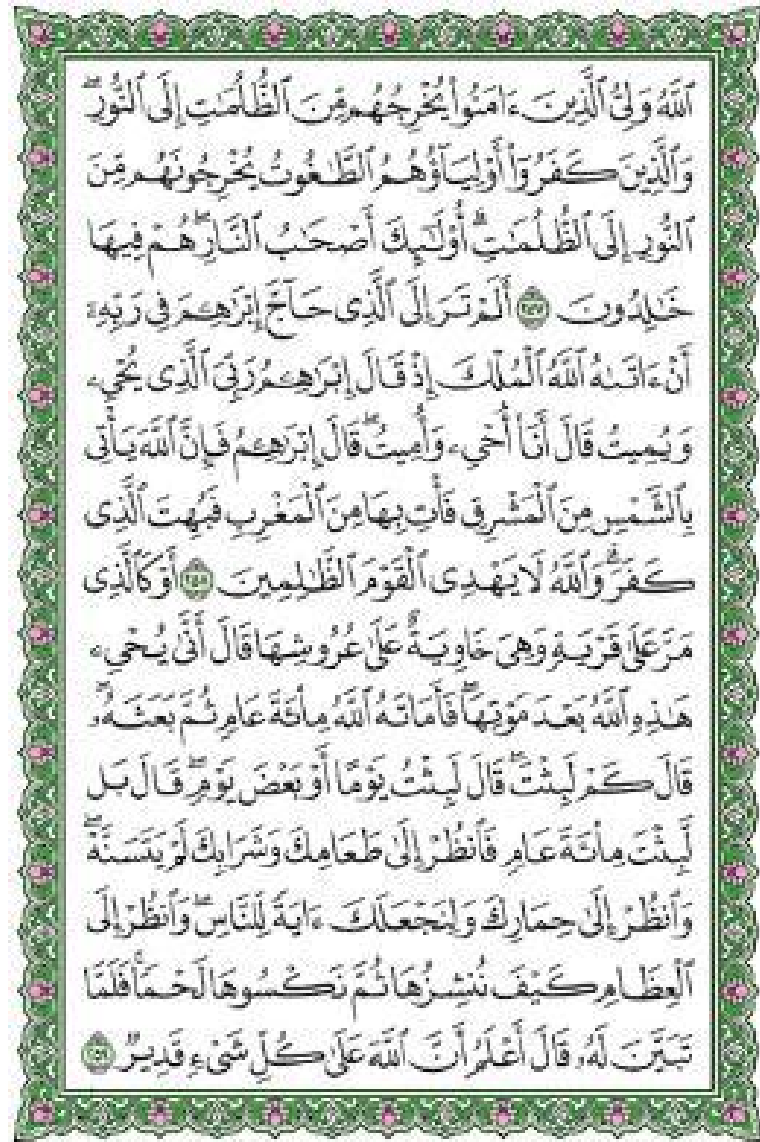 ٱللَّهُ وَلِيُّ ٱلَّذِينَ ءَامَنُوا۟ يُخْرِجُهُم مِّنَ ٱلظُّلُمَٰتِ إِلَى ٱلنُّورِۖ
وَٱلَّذِينَ كَفَرُوٓا۟ أَوْلِيَآؤُهُمُ ٱلطَّٰغُوتُ يُخْرِجُونَهُم مِّنَ
ٱلنُّورِ إِلَى ٱلظُّلُمَٰتِۗ أُو۟لَٰٓئِكَ أَصْحَٰبُ ٱلنَّارِۖ هُمْ فِيهَا
خَٰلِدُونَ ٢٥٧ أَلَمْ تَرَ إِلَى ٱلَّذِى حَآجَّ إِبْرَٰهِـۧمَ فِى رَبِّهِۦٓ
أَنْ ءَاتَىٰهُ ٱللَّهُ ٱلْمُلْكَ إِذْ قَالَ إِبْرَٰهِـۧمُ رَبِّىَ ٱلَّذِى يُحْىِۦ
وَيُمِيتُ قَالَ أَنَا۠ أُحْىِۦ وَأُمِيتُۖ قَالَ إِبْرَٰهِـۧمُ فَإِنَّ ٱللَّهَ يَأْتِى
بِٱلشَّمْسِ مِنَ ٱلْمَشْرِقِ فَأْتِ بِهَا مِنَ ٱلْمَغْرِبِ فَبُهِتَ ٱلَّذِى
كَفَرَۗ وَٱللَّهُ لَا يَهْدِى ٱلْقَوْمَ ٱلظَّٰلِمِينَ ٢٥٨ أَوْ كَٱلَّذِى
مَرَّ عَلَىٰ قَرْيَةٍ وَهِىَ خَاوِيَةٌ عَلَىٰ عُرُوشِهَا قَالَ أَنَّىٰ يُحْىِۦ
هَٰذِهِ ٱللَّهُ بَعْدَ مَوْتِهَاۖ فَأَمَاتَهُ ٱللَّهُ مِا۟ئَةَ عَامٍ ثُمَّ بَعَثَهُۥۖ
قَالَ كَمْ لَبِثْتَۖ قَالَ لَبِثْتُ يَوْمًا أَوْ بَعْضَ يَوْمٍۖ قَالَ بَل
لَّبِثْتَ مِا۟ئَةَ عَامٍ فَٱنظُرْ إِلَىٰ طَعَامِكَ وَشَرَابِكَ لَمْ يَتَسَنَّهْۖ
وَٱنظُرْ إِلَىٰ حِمَارِكَ وَلِنَجْعَلَكَ ءَايَةً لِّلنَّاسِۖ وَٱنظُرْ إِلَى
ٱلْعِظَامِ كَيْفَ نُنشِزُهَا ثُمَّ نَكْسُوهَا لَحْمًاۚ فَلَمَّا
تَبَيَّنَ لَهُۥ قَالَ أَعْلَمُ أَنَّ ٱللَّهَ عَلَىٰ كُلِّ شَىْءٍ قَدِيرٌ ٢٥٩